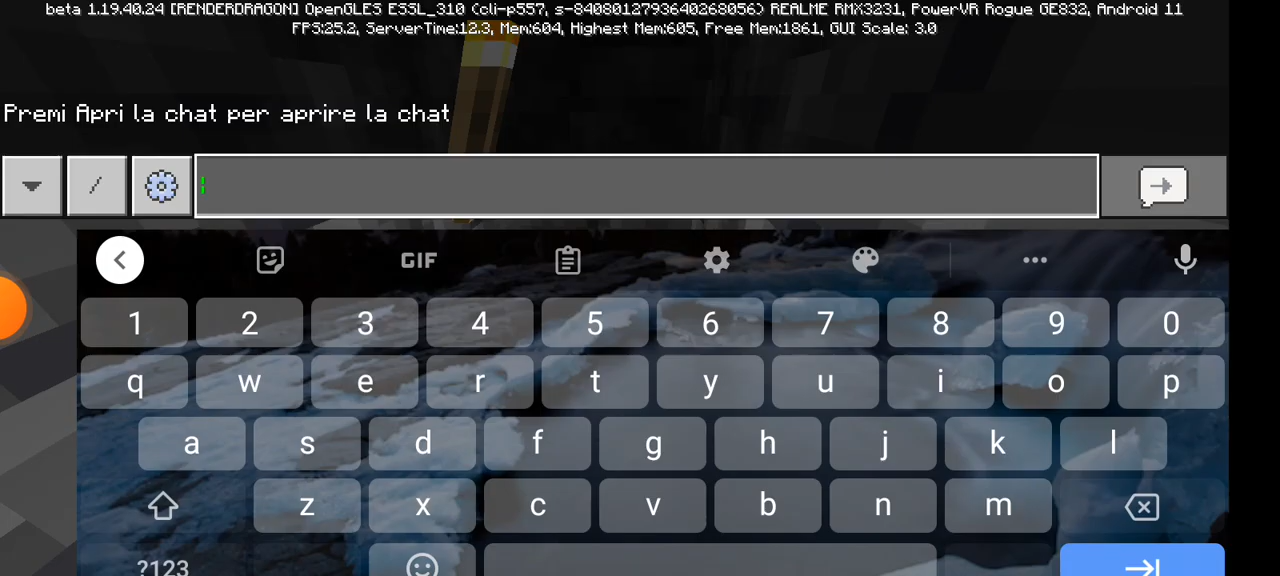 beta 1.19.40.24 [RENDERDRAGON] OpenGLES ESSL_310 (cli-p557, s-8408012793640268056) REALME RMX3231, PowerVR Rogue GE832, Android 11
FPS:25.2, ServerTime:12.3, Mem:604, Highest Mem:605, Free Mem:1861, GUI Scale: 3.0
Premi Apri la chat per aprire la chat
/
GIF
1 2 3 4 5 6 7 8 9 0
q w e r t y u i o p
a s d f g h j k l
z x c v b n m
?123